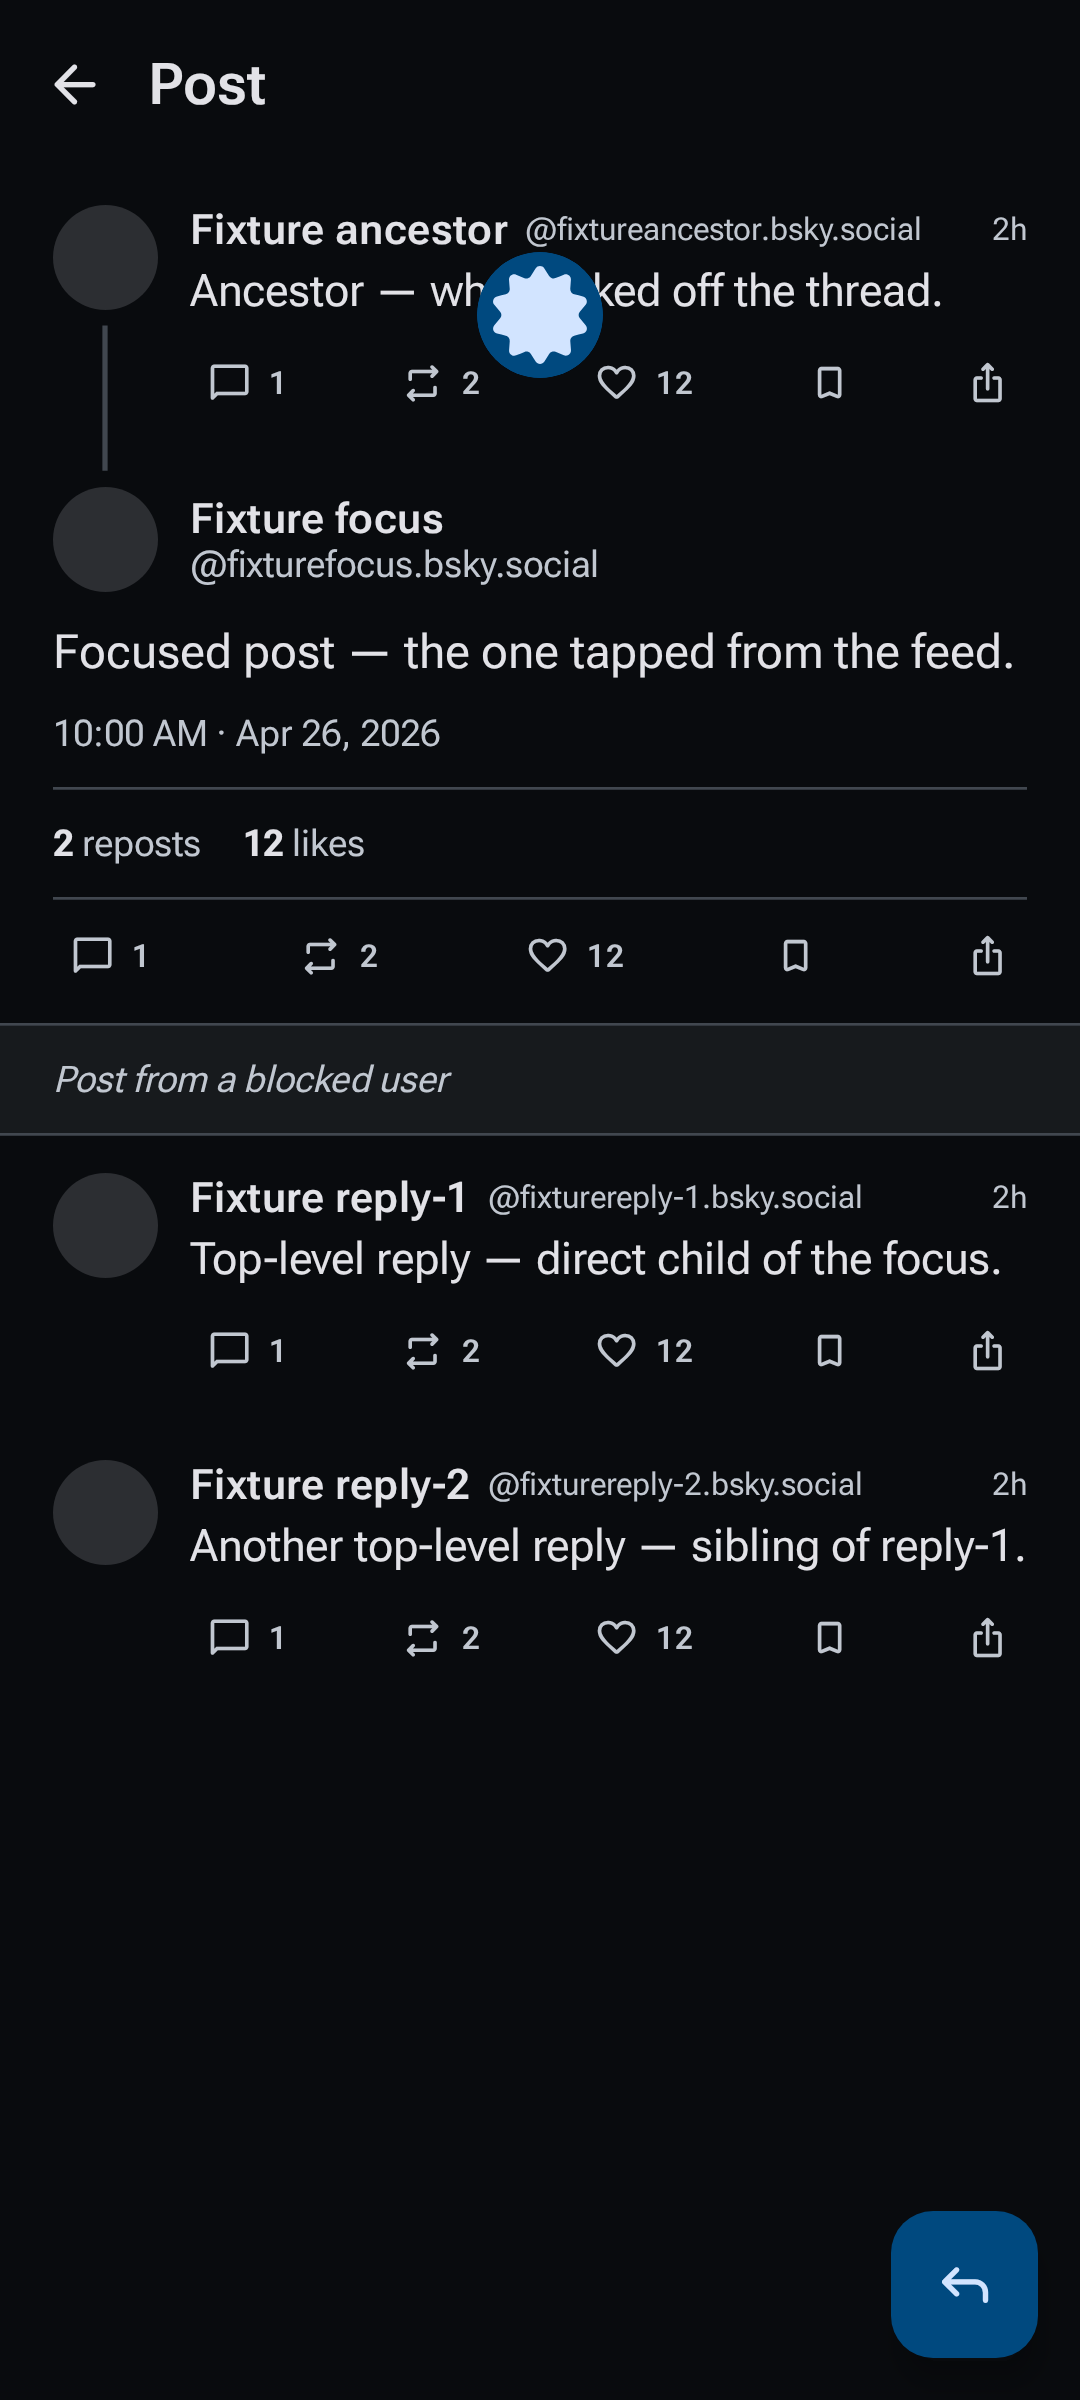 Post
Fixture ancestor @fixtureancestor.bsky.social 2h
Ancestor — off the thread.
1 2 12
Fixture focus
@fixturefocus.bsky.social
Focused post — the one tapped from the feed.
10:00 AM · Apr 26, 2026
2 reposts 12 likes
1 2 12
Post from a blocked user
Fixture reply-1 @fixturereply-1.bsky.social 2h
Top-level reply — direct child of the focus.
1 2 12
Fixture reply-2 @fixturereply-2.bsky.social 2h
Another top-level reply — sibling of reply-1.
1 2 12